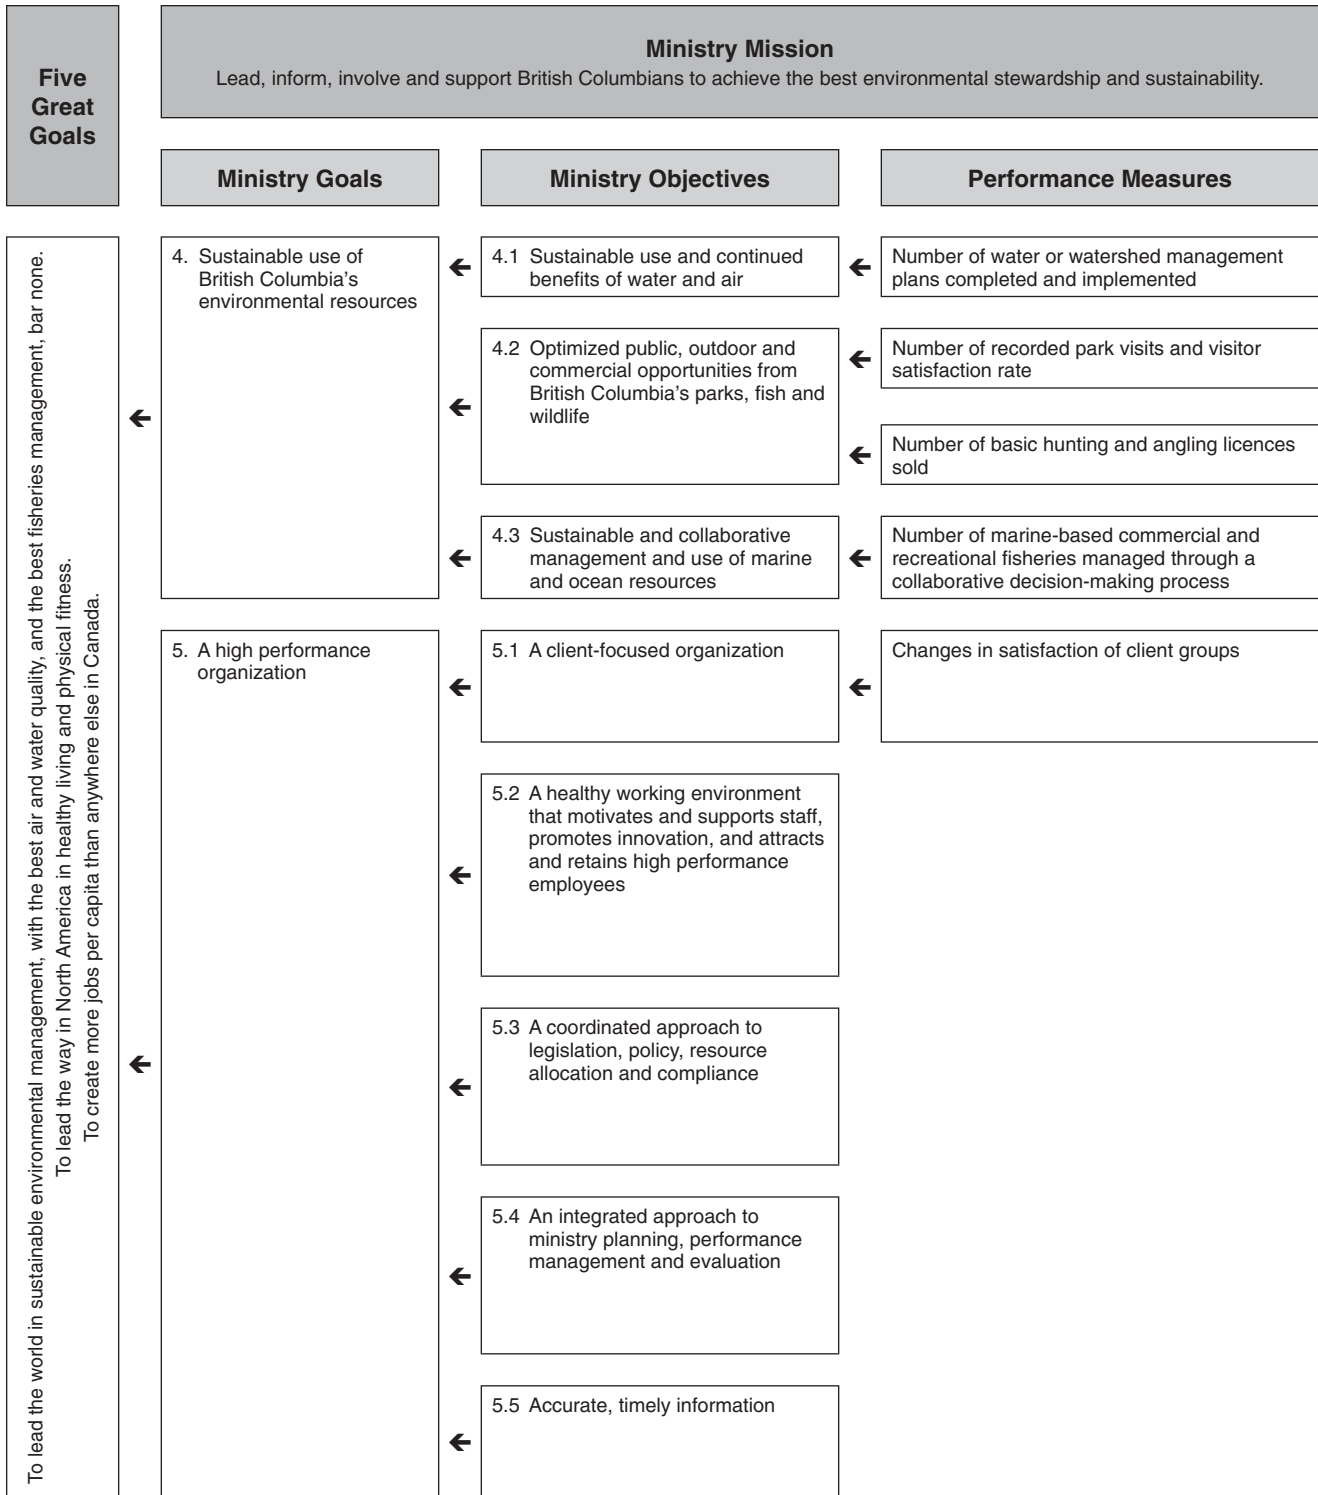 Five
Great
Goals
Ministry Mission
Lead, inform, involve and support British Columbians to achieve the best environmental stewardship and sustainability.
Ministry Goals
Ministry Objectives
Performance Measures
To lead the world in sustainable environmental management, with the best air and water quality, and the best fisheries management, bar none.
To lead the way in North America in healthy living and physical fitness.
To create more jobs per capita than anywhere else in Canada.
4. Sustainable use of
British Columbia's
environmental resources
4.1 Sustainable use and continued
benefits of water and air
Number of water or watershed management
plans completed and implemented
4.2 Optimized public, outdoor and
commercial opportunities from
British Columbia's parks, fish and
wildlife
Number of recorded park visits and visitor
satisfaction rate
Number of basic hunting and angling licences
sold
4.3 Sustainable and collaborative
management and use of marine
and ocean resources
Number of marine-based commercial and
recreational fisheries managed through a
collaborative decision-making process
5. A high performance
organization
5.1 A client-focused organization
Changes in satisfaction of client groups
5.2 A healthy working environment
that motivates and supports staff,
promotes innovation, and attracts
and retains high performance
employees
5.3 A coordinated approach to
legislation, policy, resource
allocation and compliance
5.4 An integrated approach to
ministry planning, performance
management and evaluation
5.5 Accurate, timely information